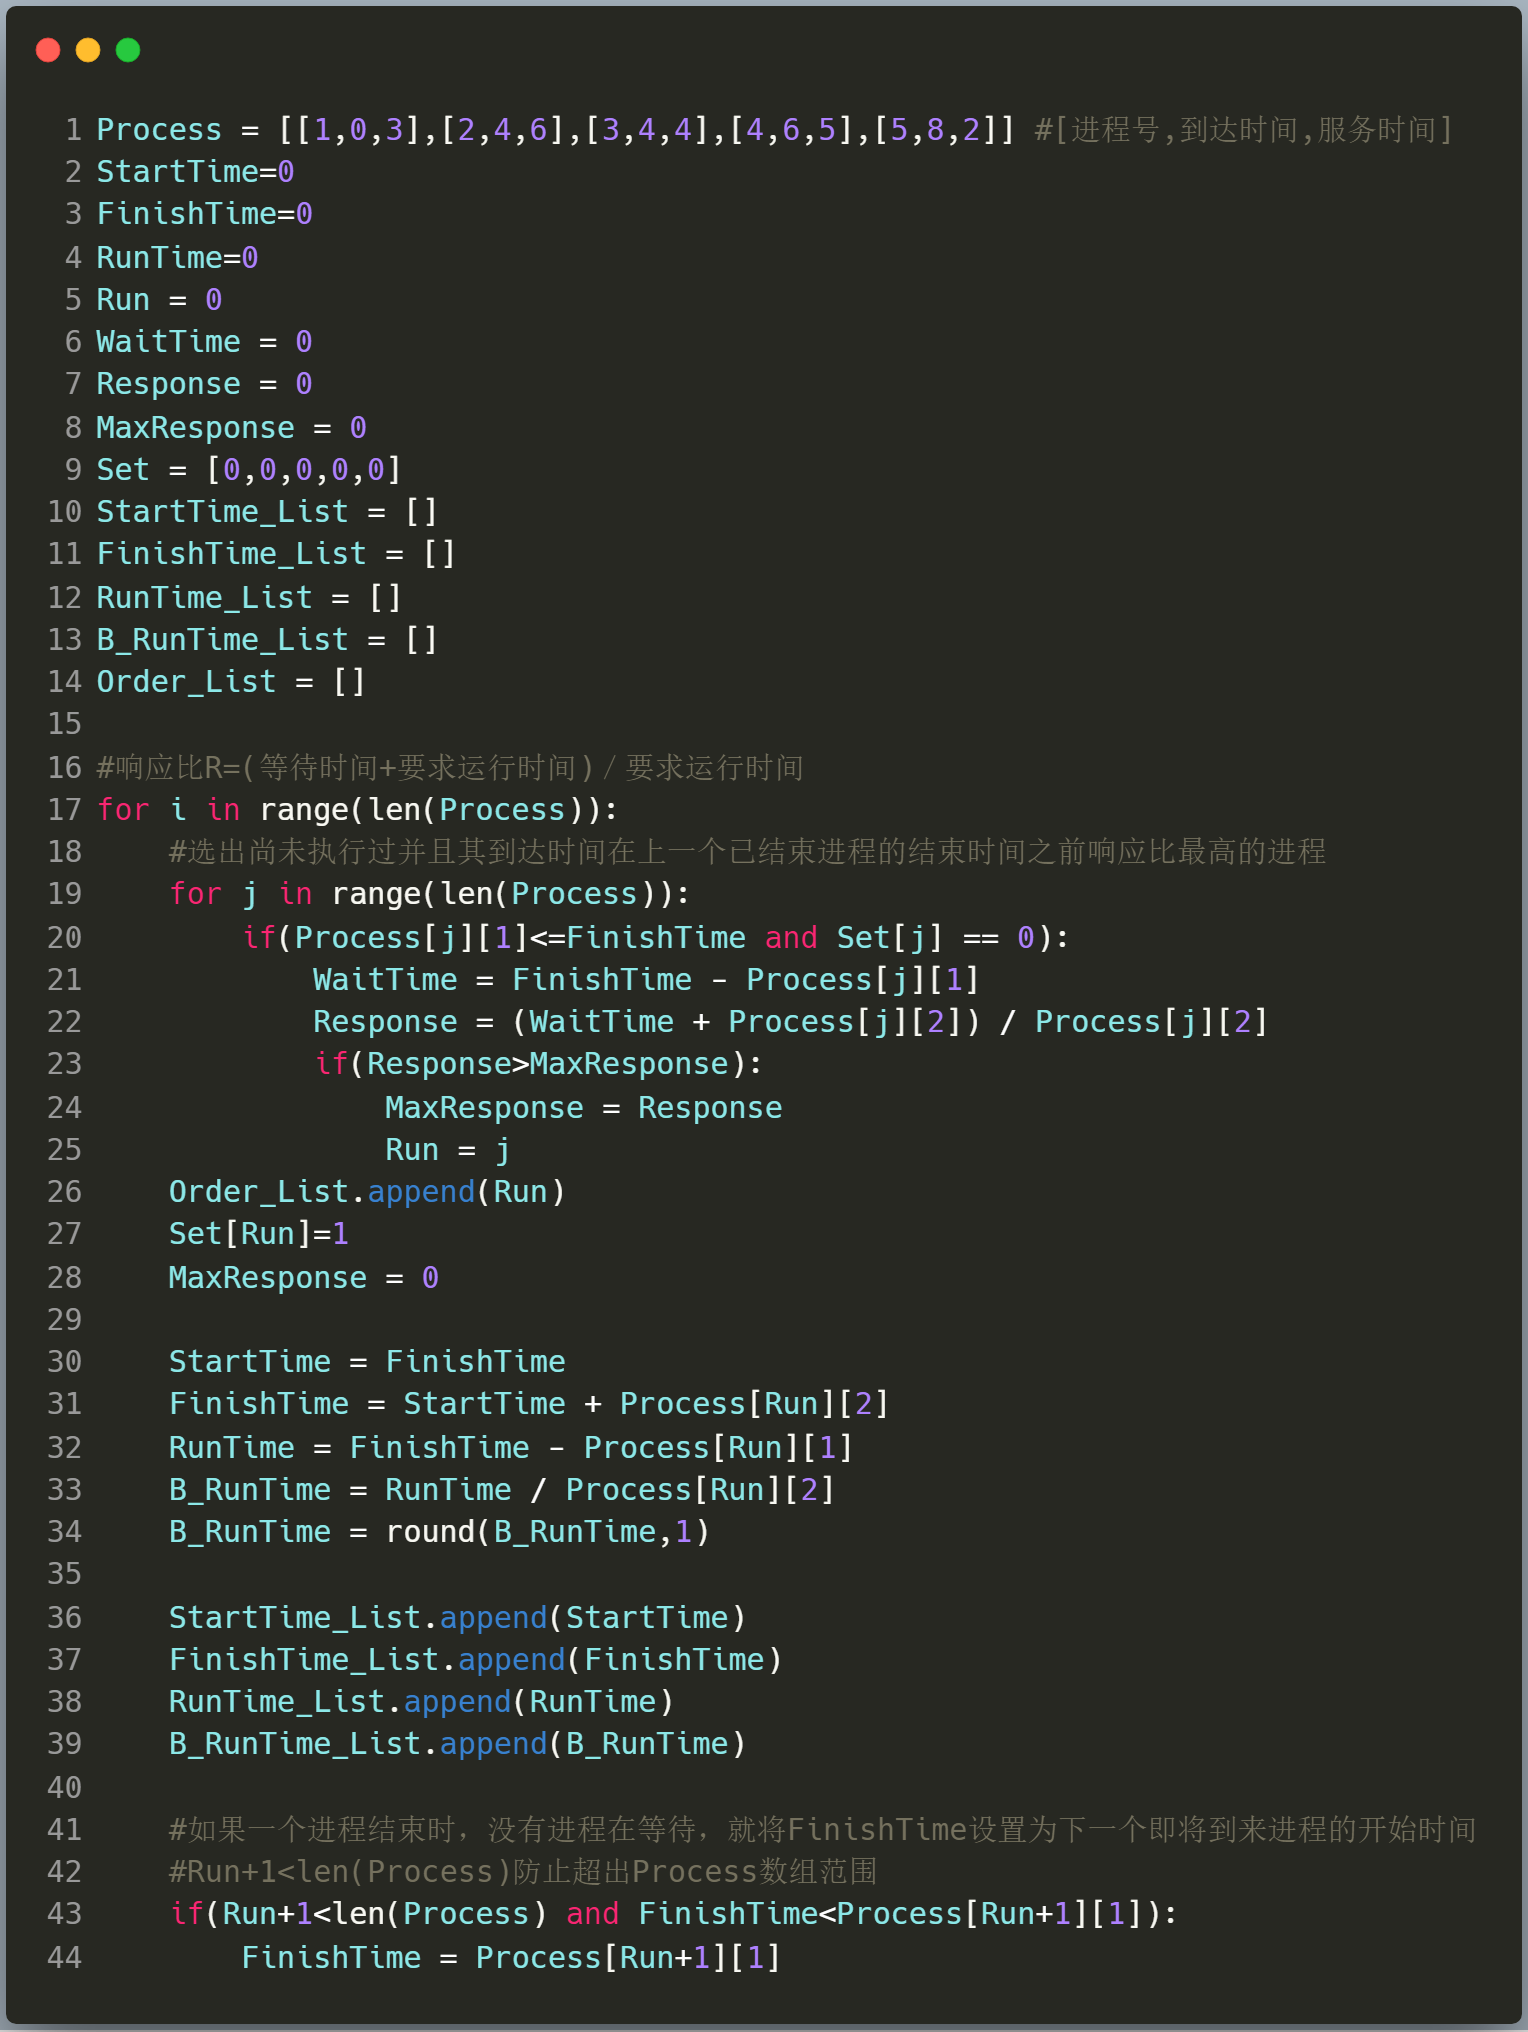 1 Process = [[1,0,3],[2,4,6],[3,4,4],[4,6,5],[5,8,2]] #[进程号,到达时间,服务时间]
2 StartTime=0
3 FinishTime=0
4 RunTime=0
5 Run = 0
6 WaitTime = 0
7 Response = 0
8 MaxResponse = 0
9 Set = [0,0,0,0,0]
10 StartTime_List = []
11 FinishTime_List = []
12 RunTime_List = []
13 B_RunTime_List = []
14 Order_List = []
15
16 #响应比R=(等待时间+要求运行时间)/要求运行时间
17 for i in range(len(Process)):
18     #选出尚未执行过并且其到达时间在上一个已结束进程的结束时间之前响应比最高的进程
19     for j in range(len(Process)):
20         if(Process[j][1]<=FinishTime and Set[j] == 0):
21             WaitTime = FinishTime - Process[j][1]
22             Response = (WaitTime + Process[j][2]) / Process[j][2]
23             if(Response>MaxResponse):
24                 MaxResponse = Response
25                 Run = j
26     Order_List.append(Run)
27     Set[Run]=1
28     MaxResponse = 0
29
30     StartTime = FinishTime
31     FinishTime = StartTime + Process[Run][2]
32     RunTime = FinishTime - Process[Run][1]
33     B_RunTime = RunTime / Process[Run][2]
34     B_RunTime = round(B_RunTime,1)
35
36     StartTime_List.append(StartTime)
37     FinishTime_List.append(FinishTime)
38     RunTime_List.append(RunTime)
39     B_RunTime_List.append(B_RunTime)
40
41     #如果一个进程结束时，没有进程在等待，就将FinishTime设置为下一个即将到来进程的开始时间
42     #Run+1<len(Process)防止超出Process数组范围
43     if(Run+1<len(Process) and FinishTime<Process[Run+1][1]):
44         FinishTime = Process[Run+1][1]